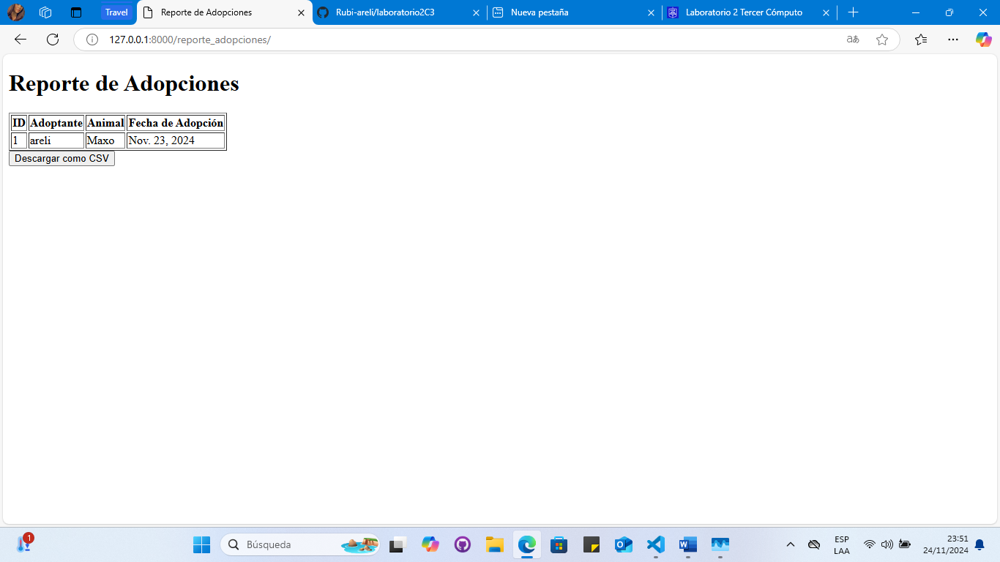 Travel
Reporte de Adopciones
Rubi-areli/laboratorio2C3
Nueva pestaña
Laboratorio 2 Tercer Cómputo
127.0.0.1:8000/reporte_adopciones/
Reporte de Adopciones
ID Adoptante Animal Fecha de Adopción
1 areli Maxo Nov. 23, 2024
Descargar como CSV
1
Búsqueda
ESP
LAA
23:51
24/11/2024